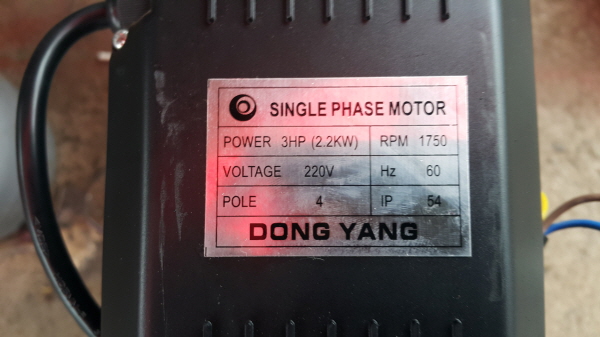 SINGLE PHASE MOTOR
POWER 3HP (2.2KW) RPM 1750
VOLTAGE 220V Hz 60
POLE 4 IP 54
DONG YANG